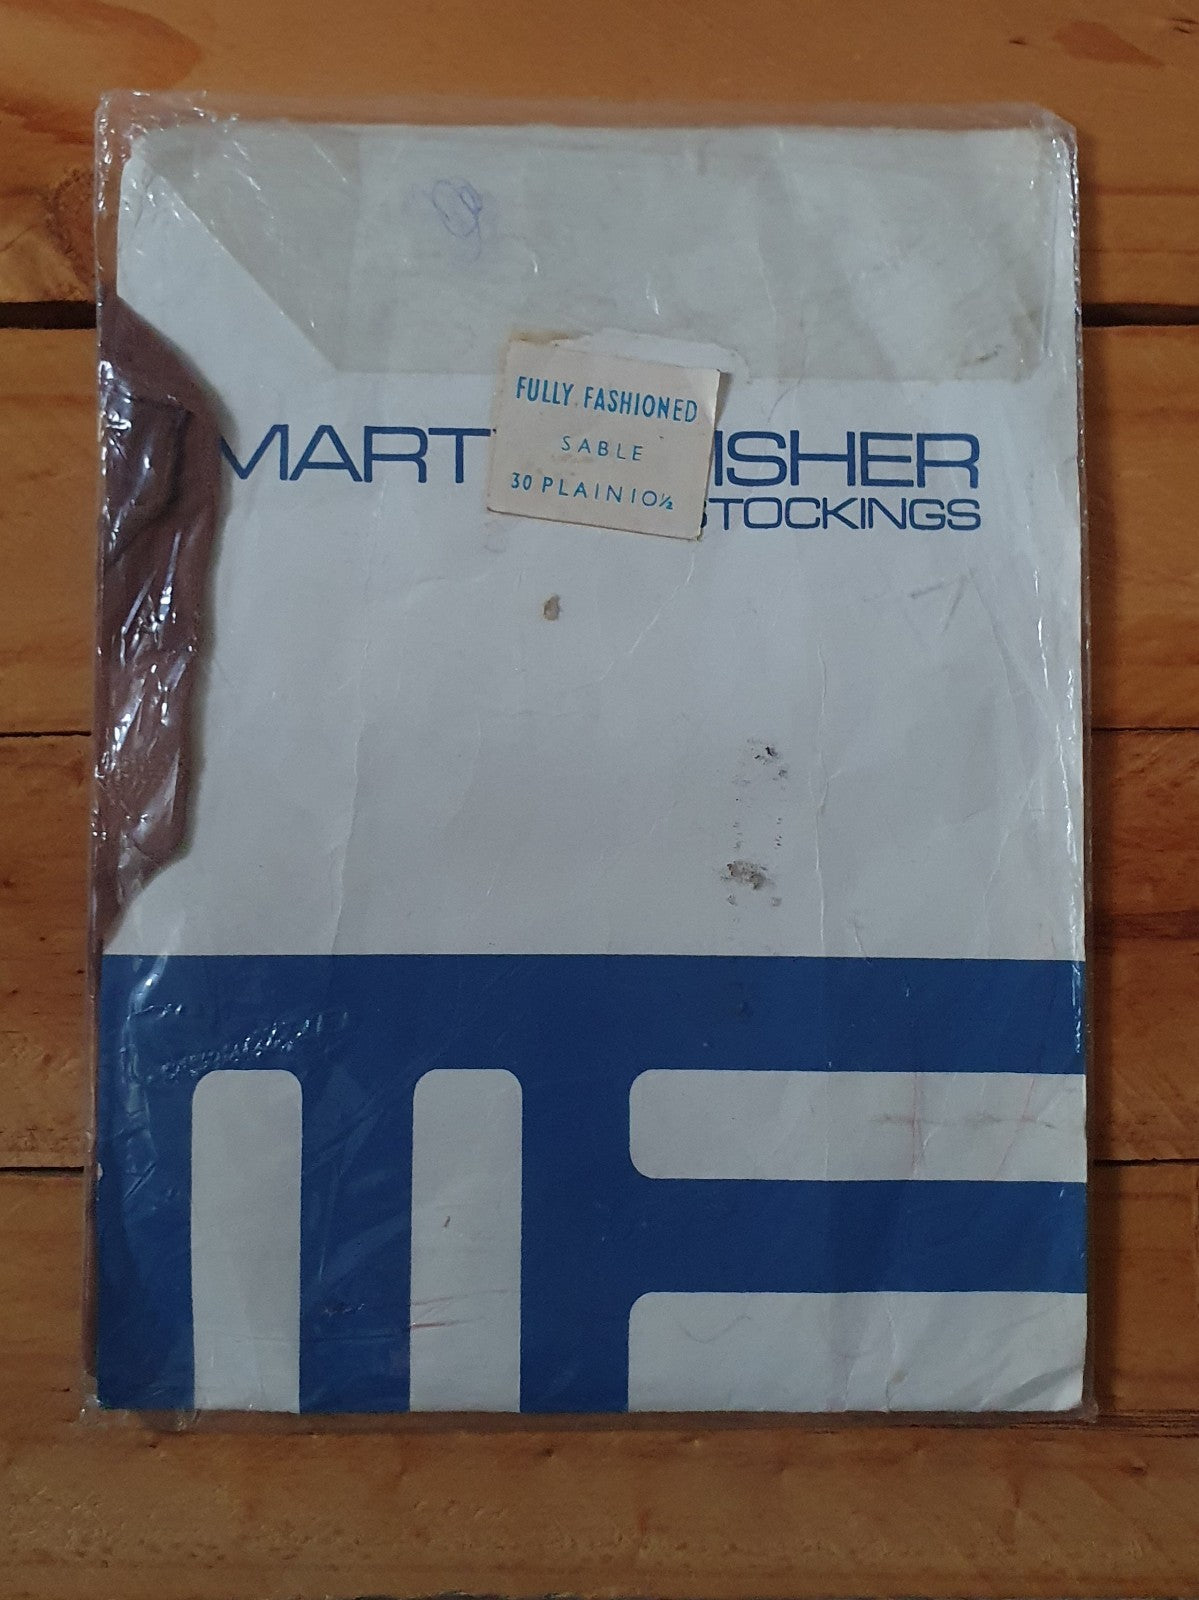 FULLY FASHIONED
SABLE
30 PLAIN 10½
MART ISHER
STOCKINGS